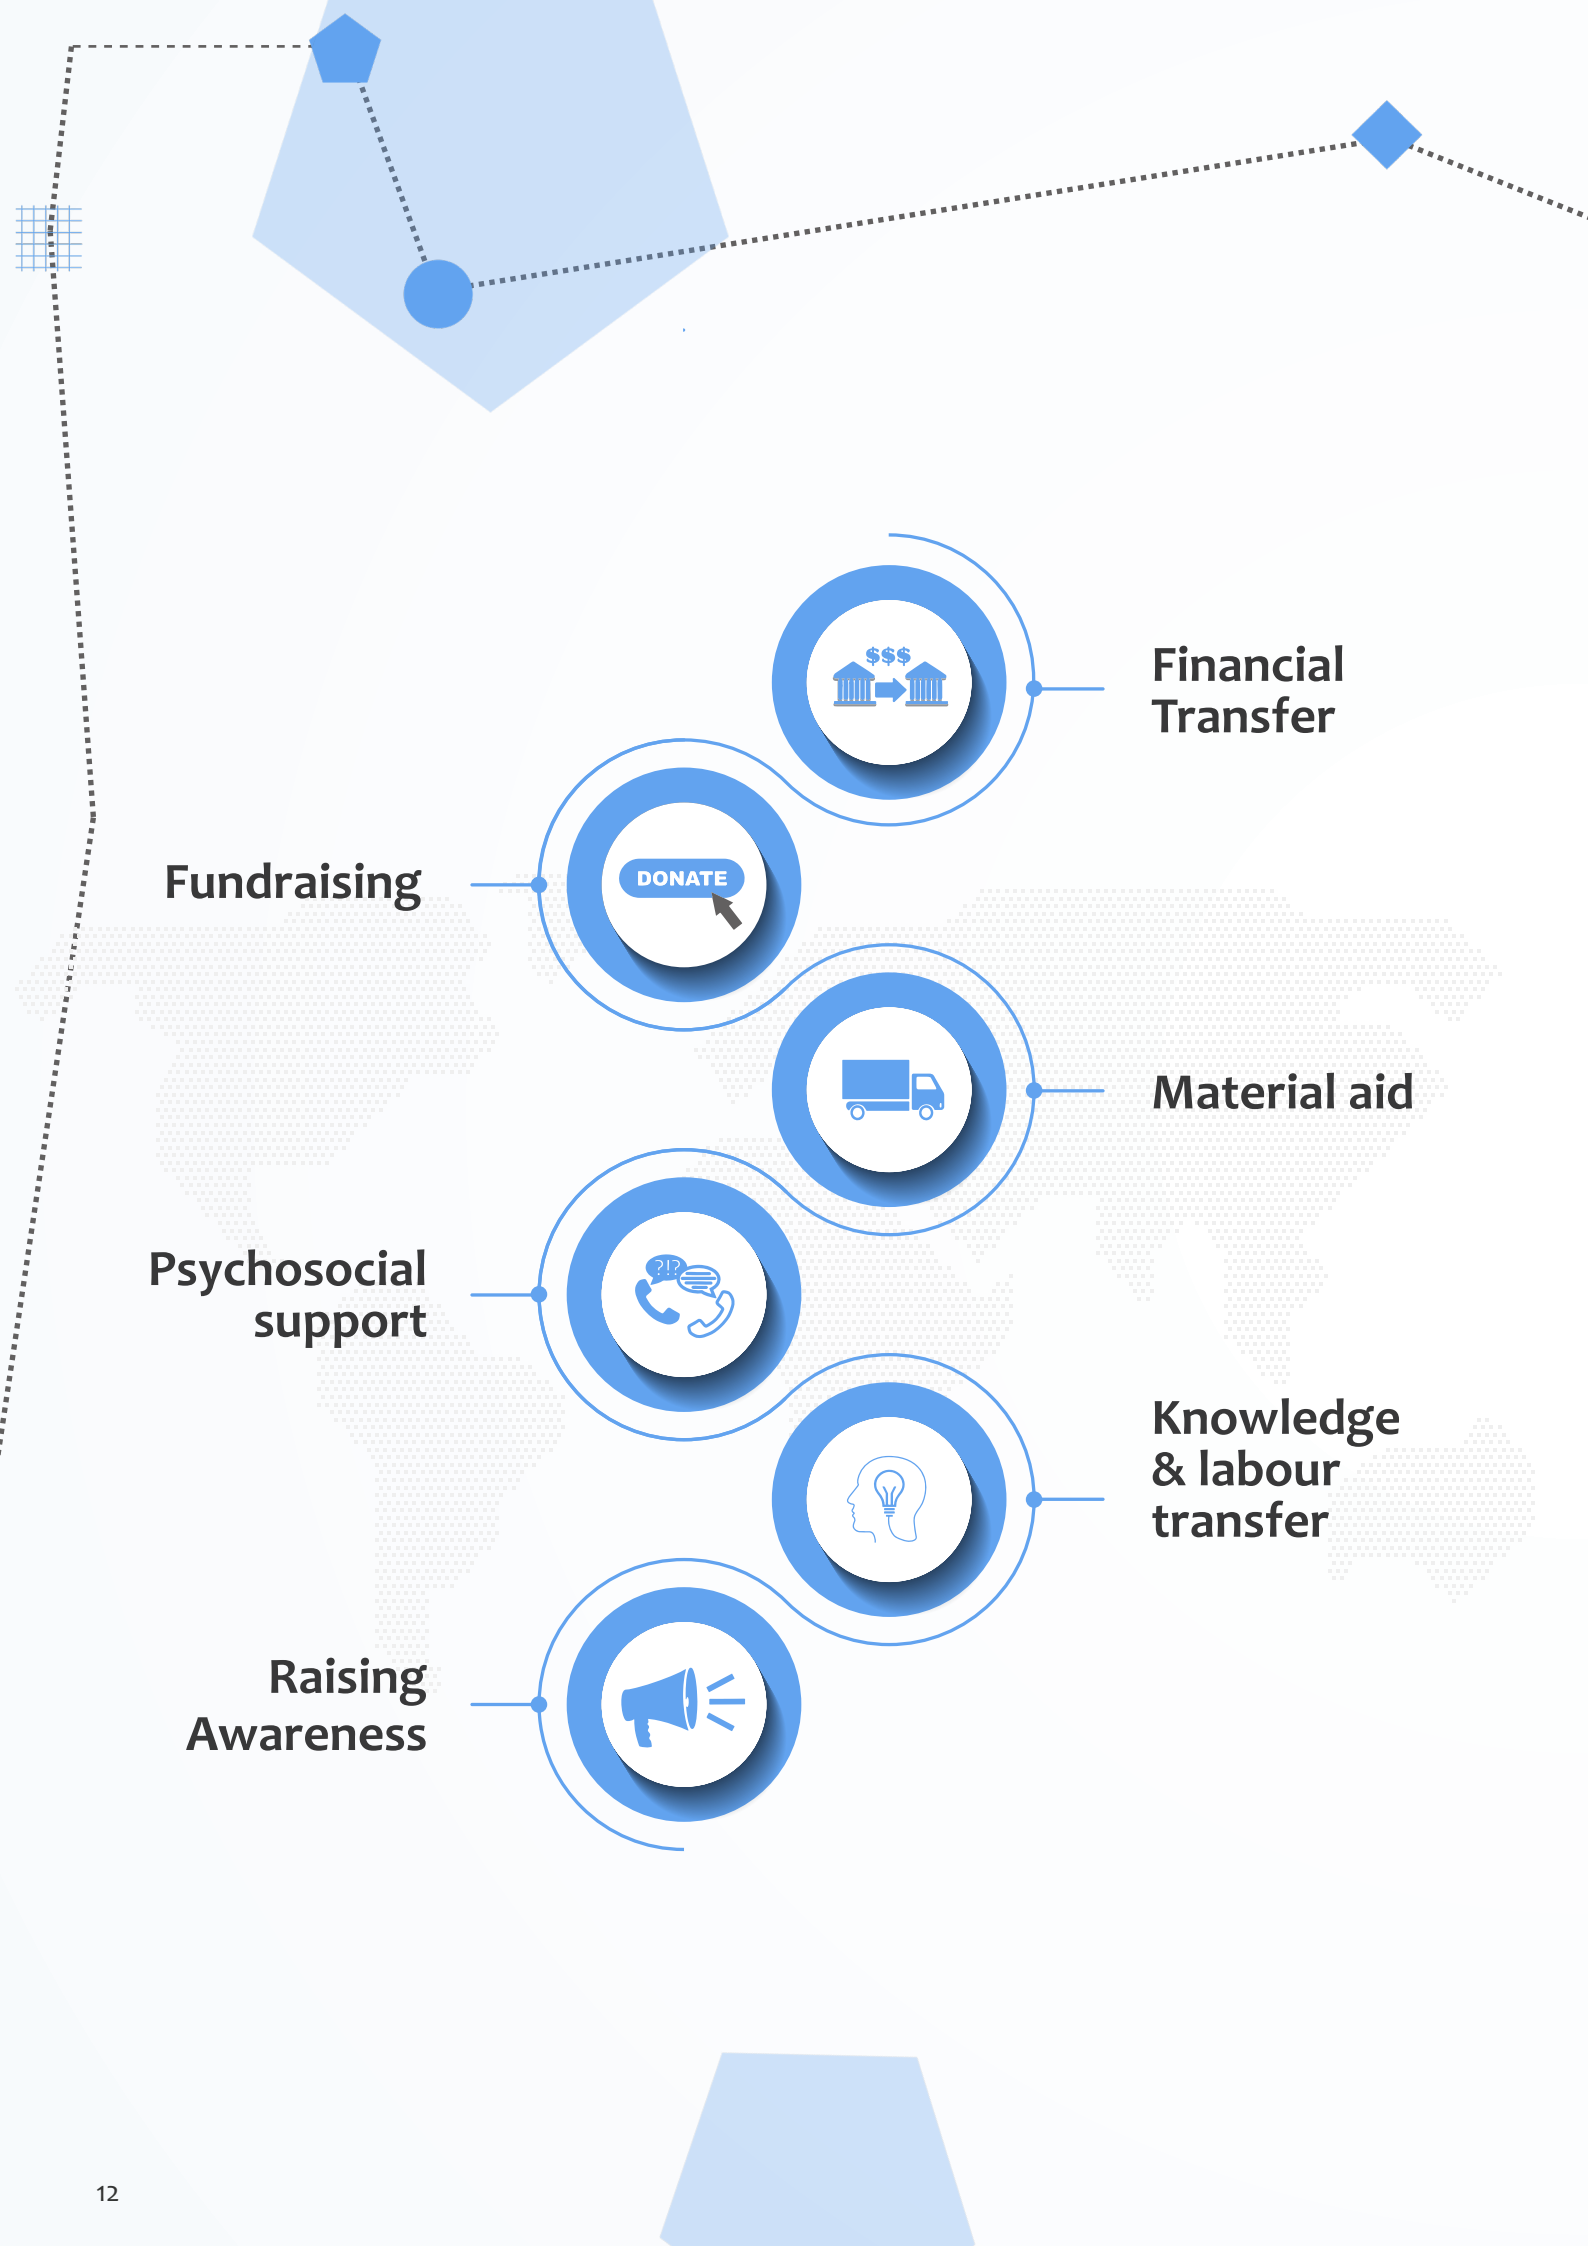 $$$
Financial
Transfer
Fundraising
DONATE
Material aid
Psychosocial
support
?!?
Knowledge
& labour
transfer
Raising
Awareness
12